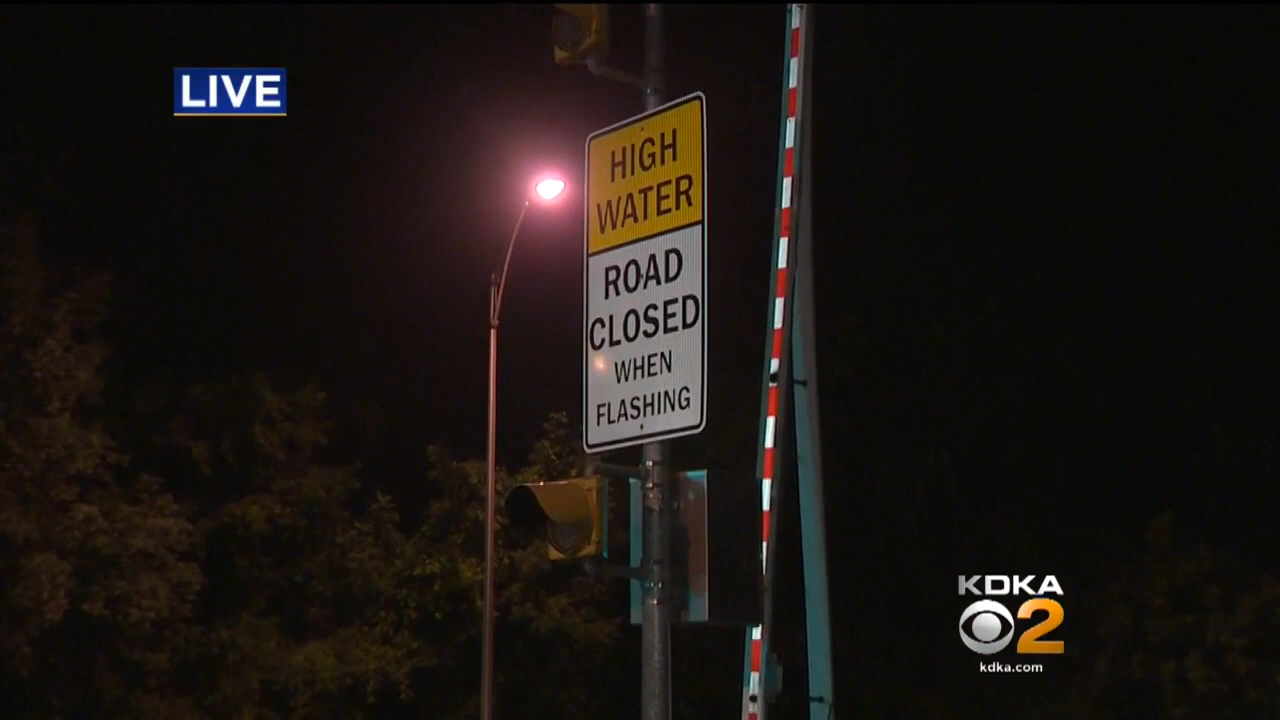 LIVE
HIGH
WATER
ROAD
CLOSED
WHEN
FLASHING
KDKA
2
kdka.com